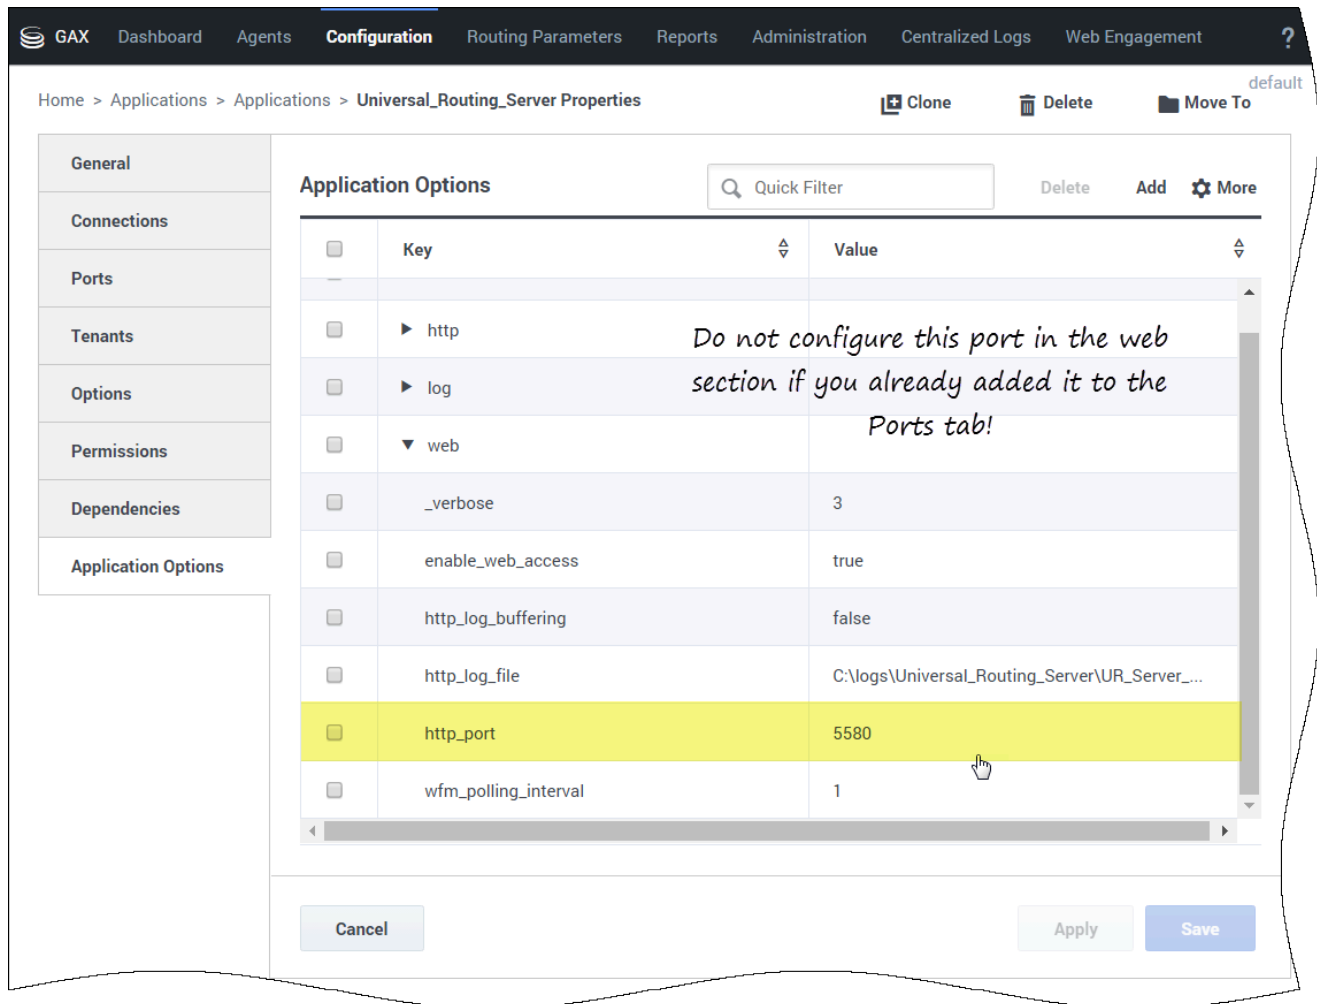 GAX Dashboard Agents Configuration Routing Parameters Reports Administration Centralized Logs Web Engagement ?
default
Home > Applications > Applications > Universal_Routing_Server Properties
Clone Delete Move To
General
Connections
Ports
Tenants
Options
Permissions
Dependencies
Application Options
Application Options
Quick Filter
Delete Add More
Key Value
http
log
web
Do not configure this port in the web
section if you already added it to the
Ports tab!
_verbose 3
enable_web_access true
http_log_buffering false
http_log_file C:\logs\Universal_Routing_Server\UR_Server_...
http_port 5580
wfm_polling_interval 1
Cancel Apply Save